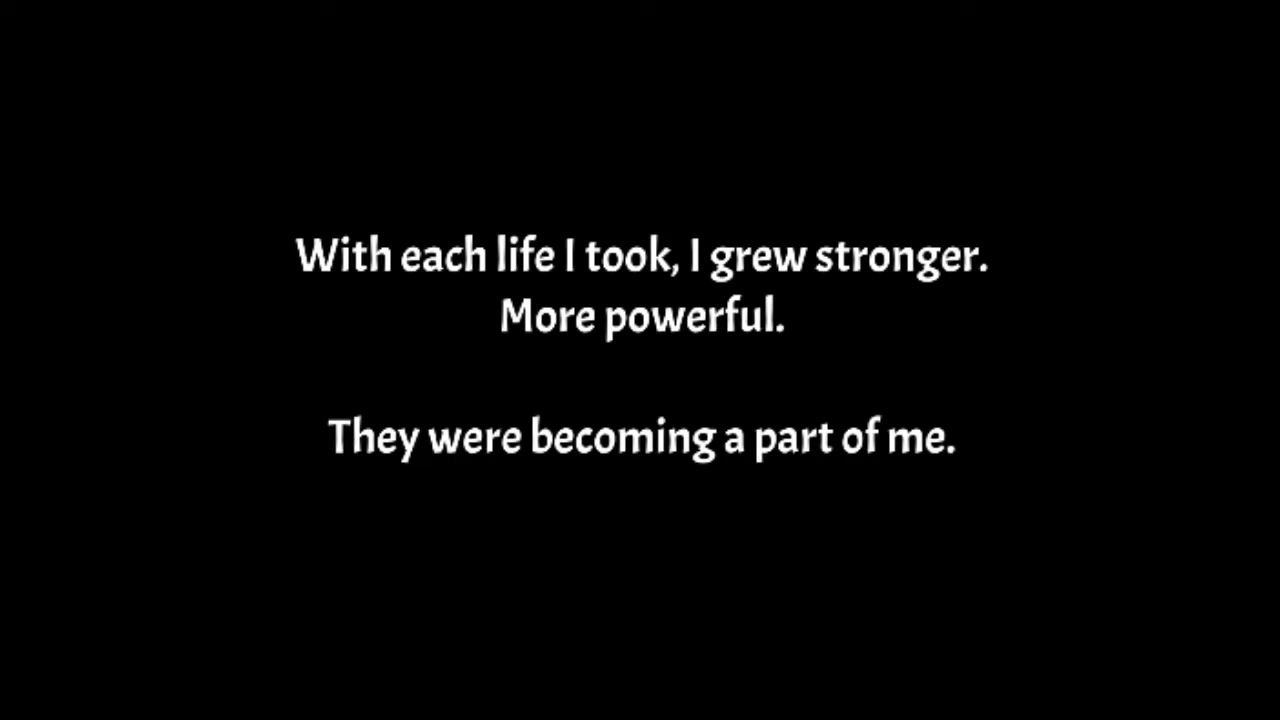 With each life I took, I grew stronger.
More powerful.
They were becoming a part of me.